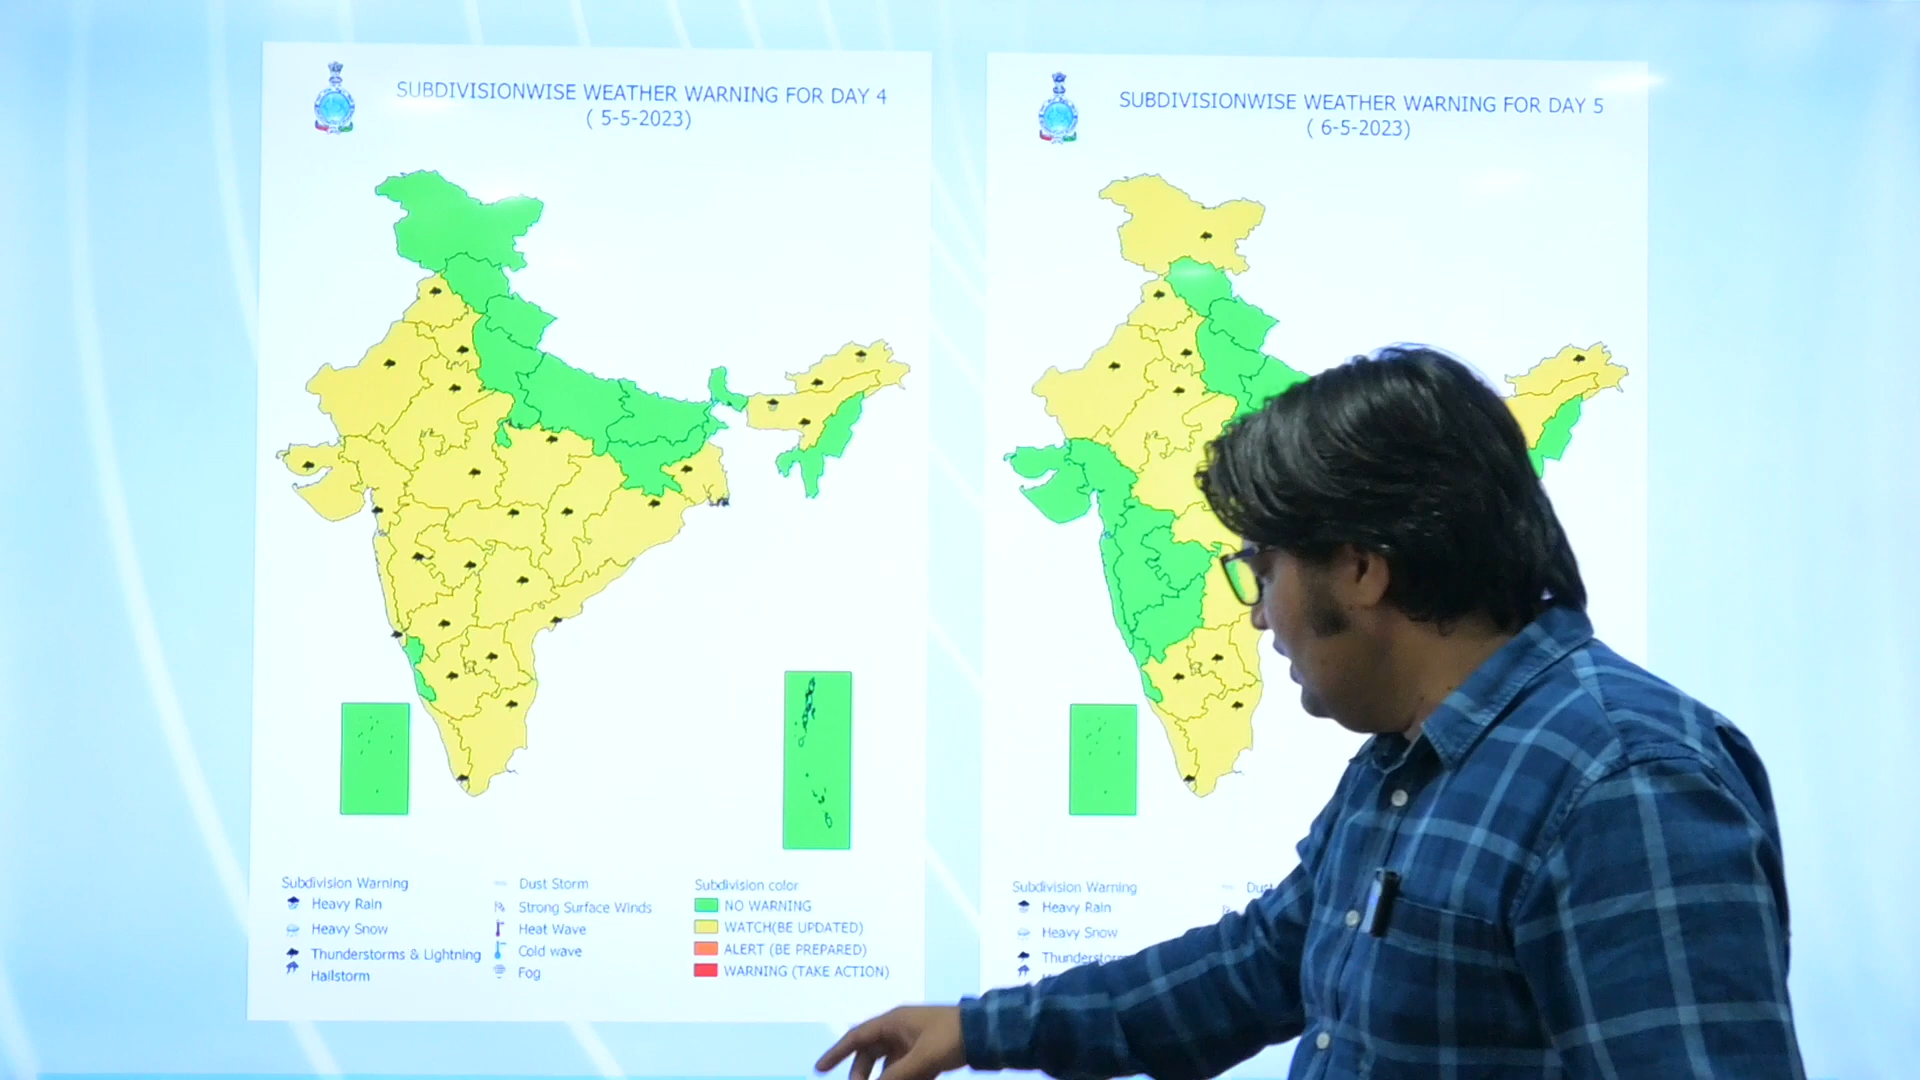 SUBDIVISIONWISE WEATHER WARNING FOR DAY 4
( 5-5-2023)
Subdivision Warning
Heavy Rain
Heavy Snow
Thunderstorms & Lightning
Hailstorm
Dust Storm
Strong Surface Winds
Heat Wave
Cold wave
Fog
Subdivision color
NO WARNING
WATCH(BE UPDATED)
ALERT (BE PREPARED)
WARNING (TAKE ACTION)
SUBDIVISIONWISE WEATHER WARNING FOR DAY 5
( 6-5-2023)
Subdivision Warning
Heavy Rain
Heavy Snow